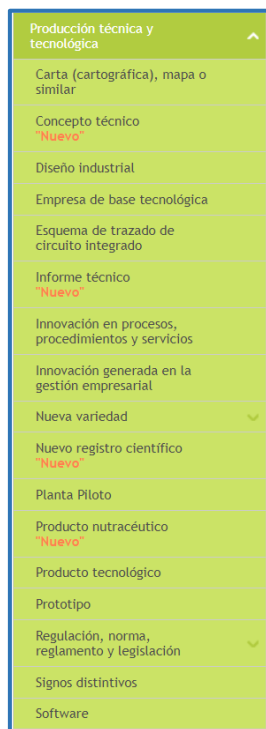 Producción técnica y
tecnológica
Carta (cartográfica), mapa o
similar
Concepto técnico
"Nuevo"
Diseño industrial
Empresa de base tecnológica
Esquema de trazado de
circuito integrado
Informe técnico
"Nuevo"
Innovación en procesos,
procedimientos y servicios
Innovación generada en la
gestión empresarial
Nueva variedad
Nuevo registro científico
"Nuevo"
Planta Piloto
Producto nutracéutico
"Nuevo"
Producto tecnológico
Prototipo
Regulación, norma,
reglamento y legislación
Signos distintivos
Software